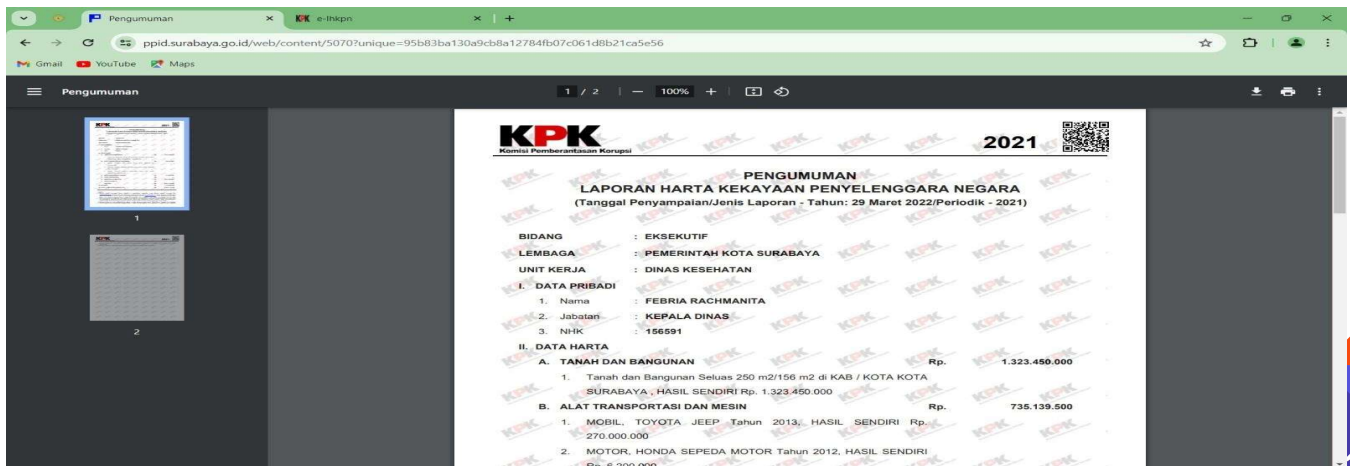 Pengumuman
e-lhkpn
ppid.surabaya.go.id/web/content/5070?unique=95b83ba130a9cb8a12784fb07c061d8b21ca5e56
Gmail YouTube Maps
Pengumuman 1 / 2 100%
1
2
KPK
Komisi Pemberantasan Korupsi
2021
PENGUMUMAN
LAPORAN HARTA KEKAYAAN PENYELENGGARA NEGARA
(Tanggal Penyampaian/Jenis Laporan - Tahun: 29 Maret 2022/Periodik - 2021)
BIDANG : EKSEKUTIF
LEMBAGA : PEMERINTAH KOTA SURABAYA
UNIT KERJA : DINAS KESEHATAN
I. DATA PRIBADI
1. Nama : FEBRIA RACHMANITA
2. Jabatan : KEPALA DINAS
3. NHK : 156591
II. DATA HARTA
A. TANAH DAN BANGUNAN Rp. 1.323.450.000
1. Tanah dan Bangunan Seluas 250 m2/156 m2 di KAB / KOTA KOTA
SURABAYA , HASIL SENDIRI Rp. 1.323.450.000
B. ALAT TRANSPORTASI DAN MESIN Rp. 735.139.500
1. MOBIL, TOYOTA JEEP Tahun 2013, HASIL SENDIRI Rp.
270.000.000
2. MOTOR, HONDA SEPEDA MOTOR Tahun 2012, HASIL SENDIRI
Rp. 6.200.000